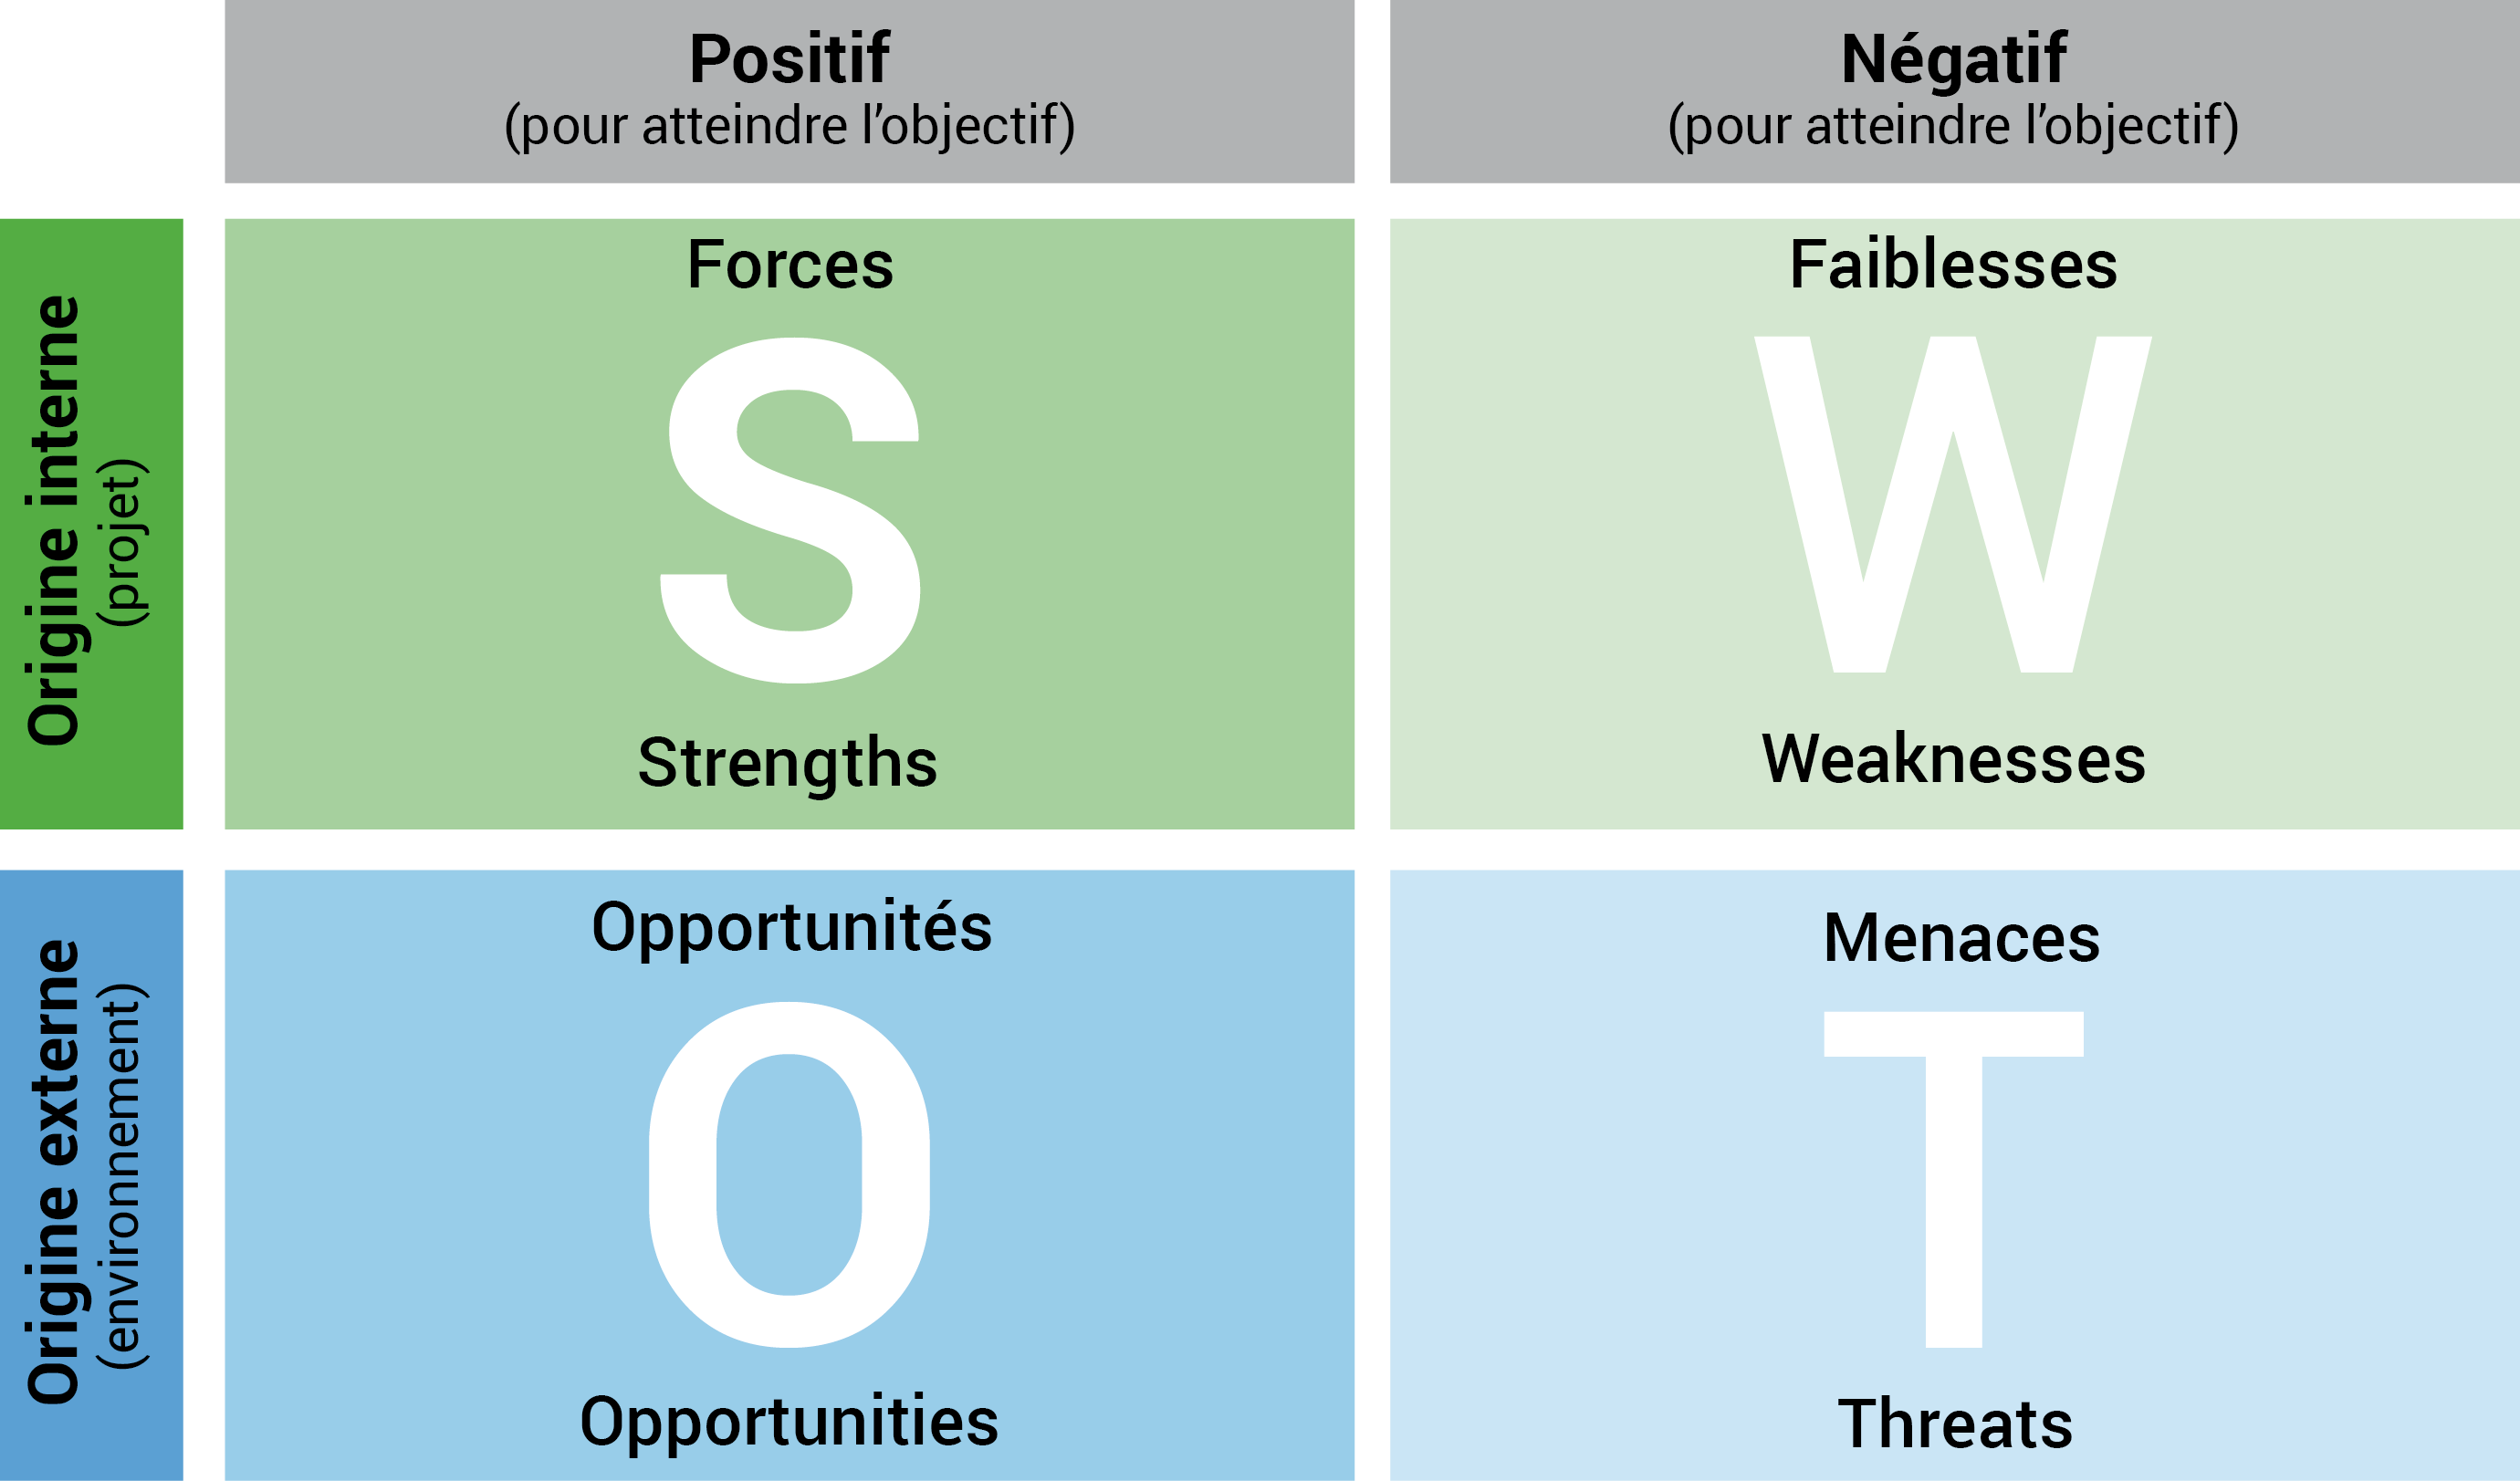 Positif
(pour atteindre l’objectif)
Négatif
(pour atteindre l’objectif)
Origine interne
(projet)
Forces
S
Strengths
Faiblesses
W
Weaknesses
Origine externe
(environnement)
Opportunités
O
Opportunities
Menaces
T
Threats